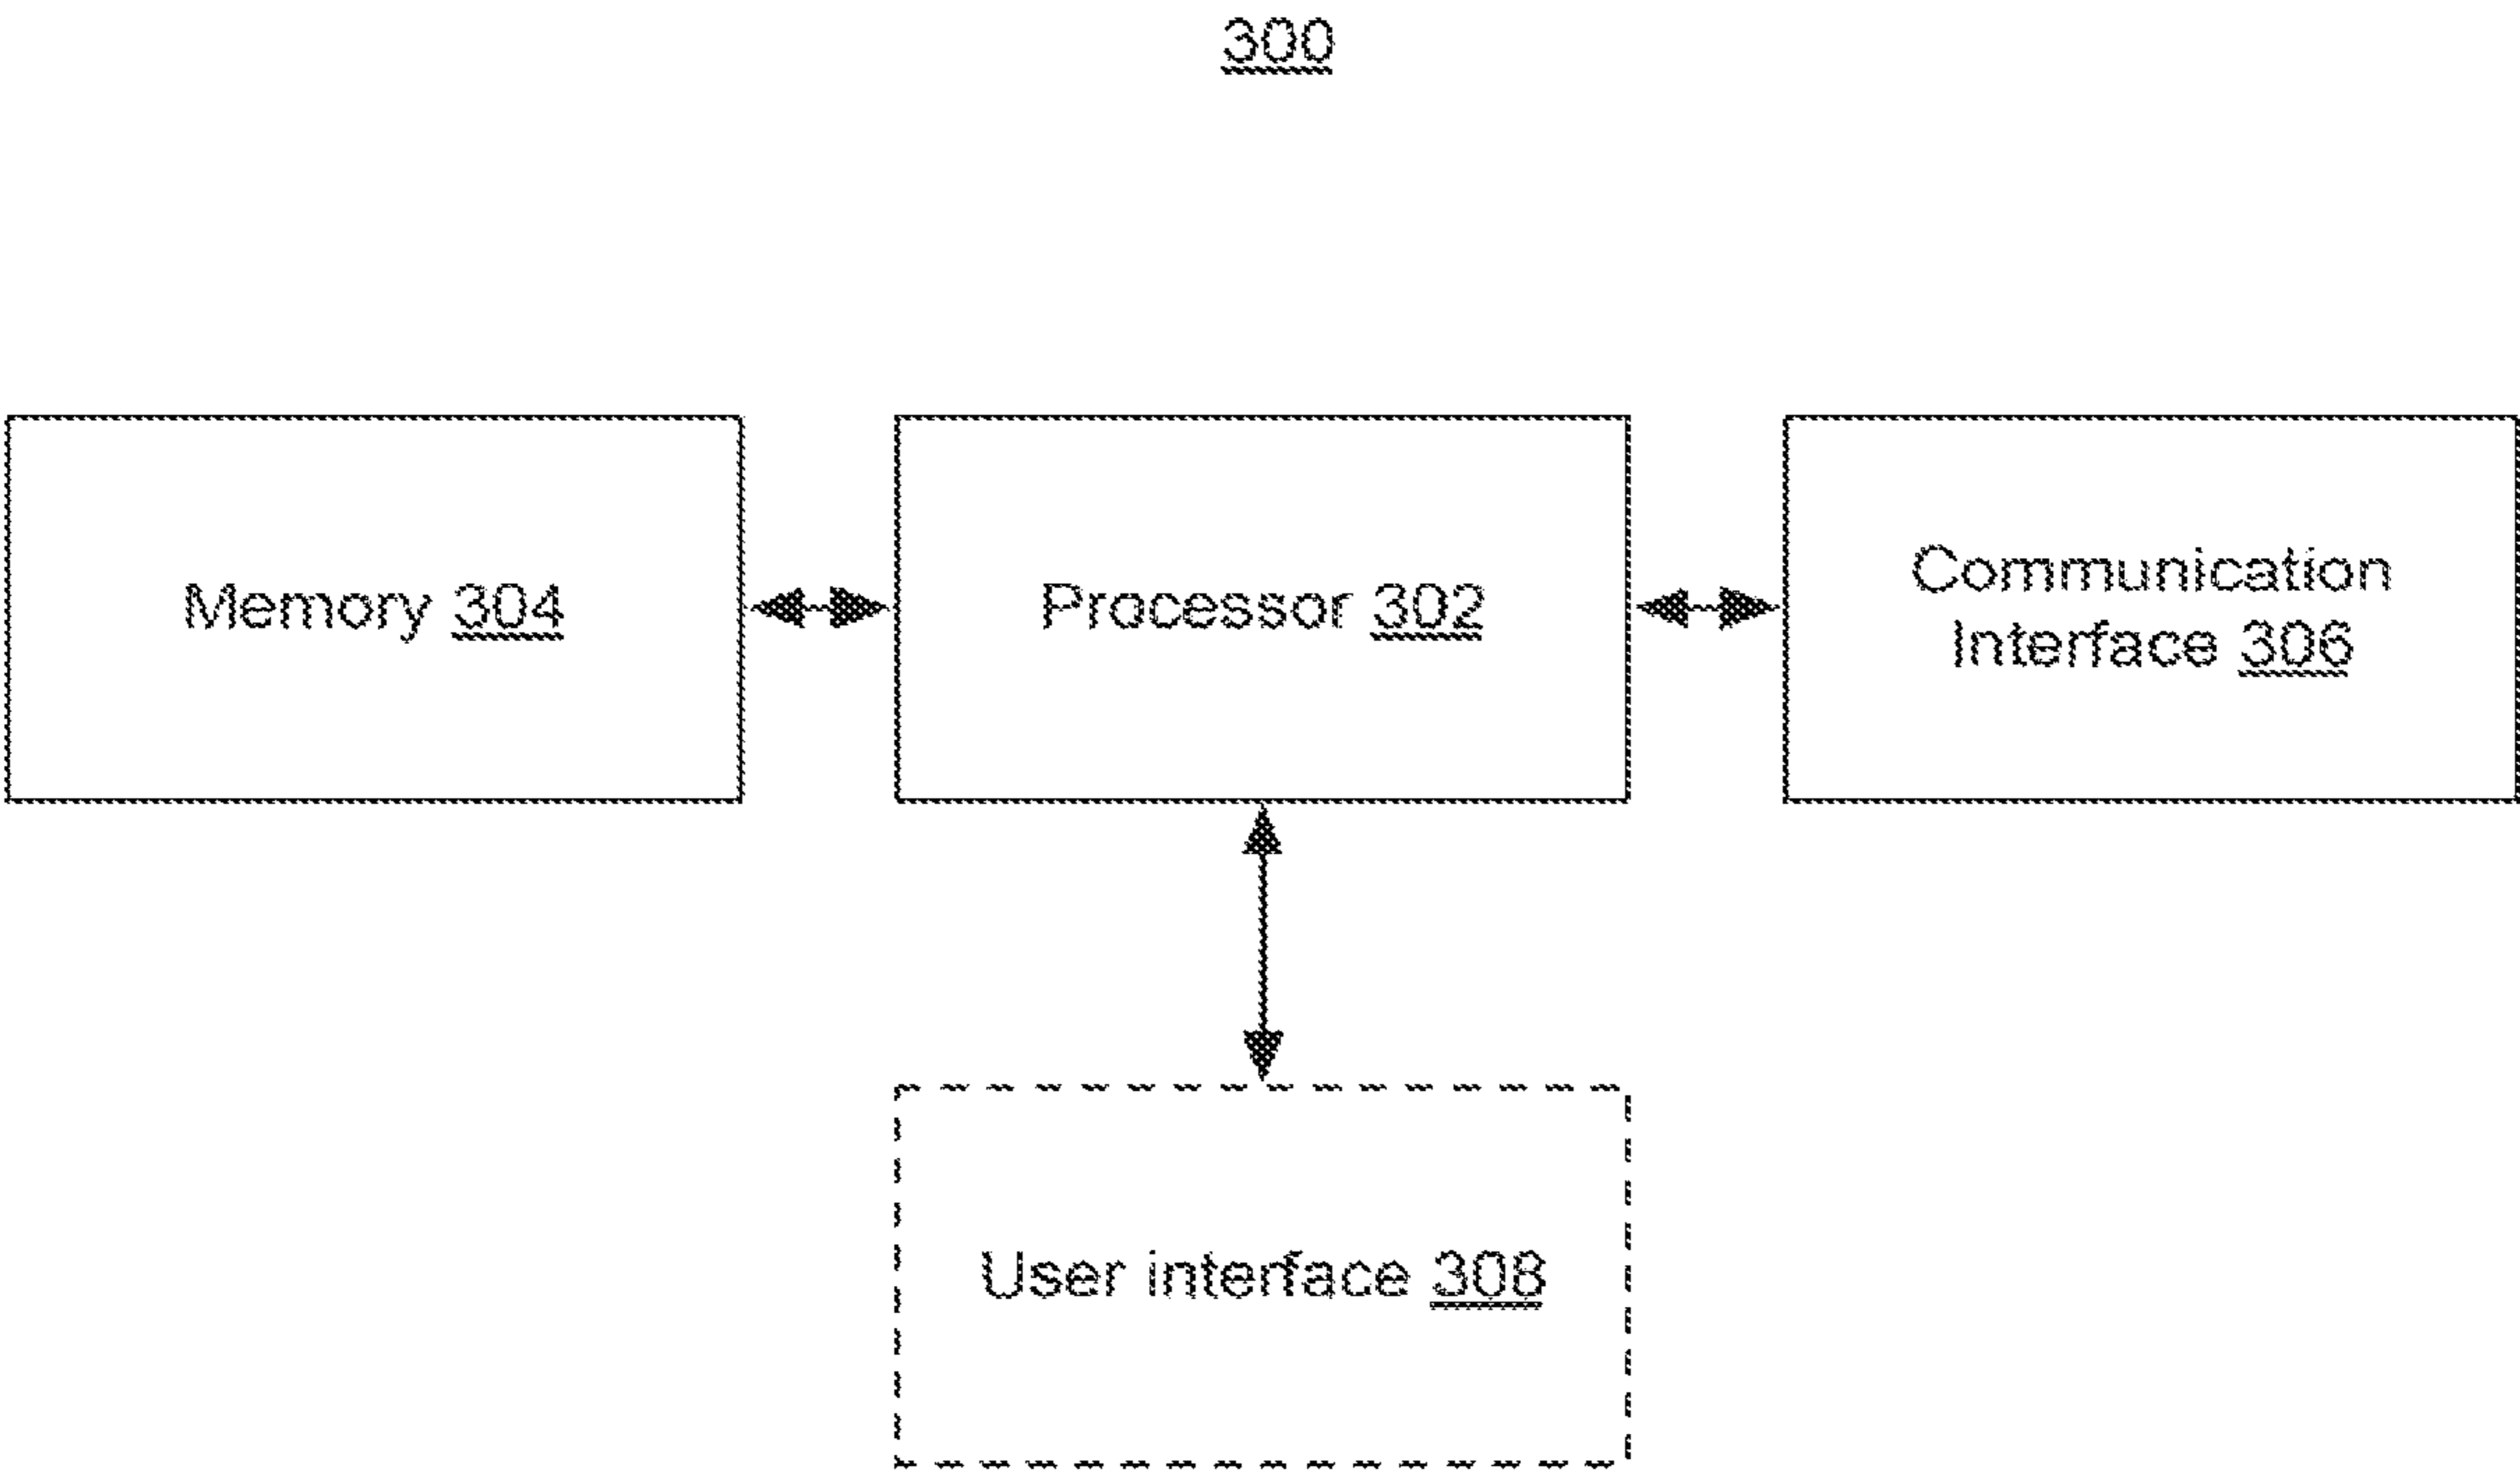 300
Memory 304
Processor 302
Communication
Interface 306
User interface 308